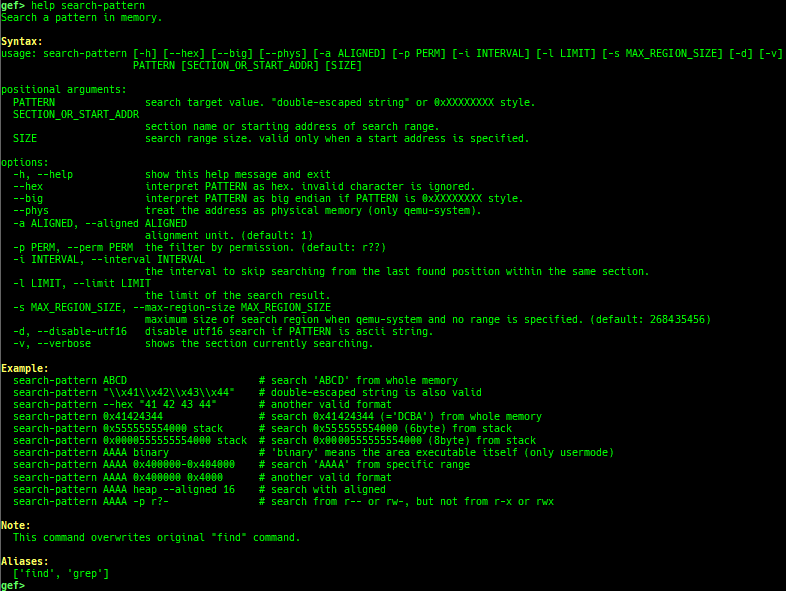 gef> help search-pattern
Search a pattern in memory.

Syntax:
usage: search-pattern [-h] [--hex] [--big] [--phys] [-a ALIGNED] [-p PERM] [-i INTERVAL] [-l LIMIT] [-s MAX_REGION_SIZE] [-d] [-v]
                      PATTERN [SECTION_OR_START_ADDR] [SIZE]

positional arguments:
  PATTERN               search target value. "double-escaped string" or 0xXXXXXXXX style.
  SECTION_OR_START_ADDR
                        section name or starting address of search range.
  SIZE                  search range size. valid only when a start address is specified.

options:
  -h, --help            show this help message and exit
  --hex                 interpret PATTERN as hex. invalid character is ignored.
  --big                 interpret PATTERN as big endian if PATTERN is 0xXXXXXXXX style.
  --phys                treat the address as physical memory (only qemu-system).
  -a ALIGNED, --aligned ALIGNED
                        alignment unit. (default: 1)
  -p PERM, --perm PERM  the filter by permission. (default: r??)
  -i INTERVAL, --interval INTERVAL
                        the interval to skip searching from the last found position within the same section.
  -l LIMIT, --limit LIMIT
                        the limit of the search result.
  -s MAX_REGION_SIZE, --max-region-size MAX_REGION_SIZE
                        maximum size of search region when qemu-system and no range is specified. (default: 268435456)
  -d, --disable-utf16   disable utf16 search if PATTERN is ascii string.
  -v, --verbose         shows the section currently searching.

Example:
  search-pattern ABCD                      # search 'ABCD' from whole memory
  search-pattern "\\x41\\x42\\x43\\x44"    # double-escaped string is also valid
  search-pattern --hex "41 42 43 44"       # another valid format
  search-pattern 0x41424344                # search 0x41424344 (='DCBA') from whole memory
  search-pattern 0x555555554000 stack      # search 0x555555554000 (6byte) from stack
  search-pattern 0x0000555555554000 stack  # search 0x0000555555554000 (8byte) from stack
  search-pattern AAAA binary               # 'binary' means the area executable itself (only usermode)
  search-pattern AAAA 0x400000-0x404000    # search 'AAAA' from specific range
  search-pattern AAAA 0x400000 0x4000      # another valid format
  search-pattern AAAA heap --aligned 16    # search with aligned
  search-pattern AAAA -p r?-               # search from r-- or rw-, but not from r-x or rwx

Note:
  This command overwrites original "find" command.

Aliases:
  ['find', 'grep']
gef>